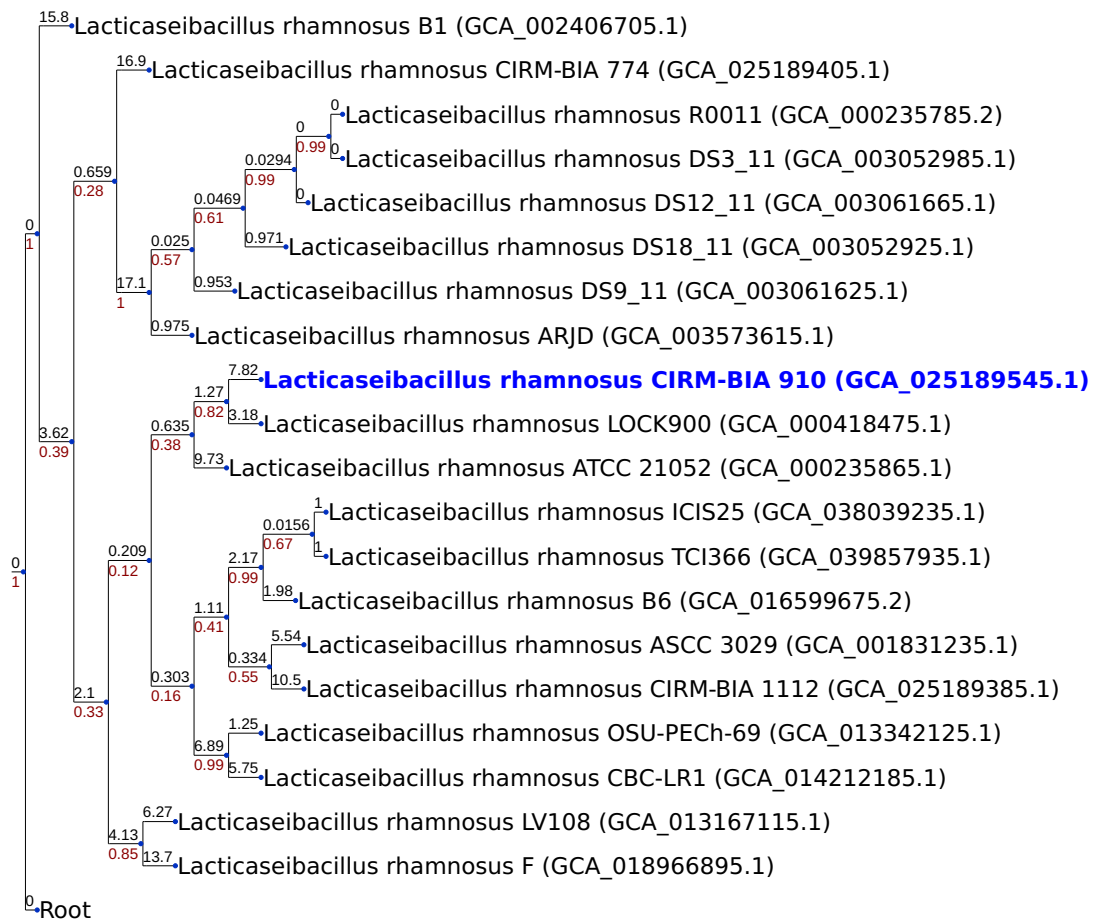 15.8 Lacticaseibacillus rhamnosus B1 (GCA_002406705.1)
16.9 Lacticaseibacillus rhamnosus CIRM-BIA 774 (GCA_025189405.1)
0 Lacticaseibacillus rhamnosus R0011 (GCA_000235785.2)
0
0.99
0 Lacticaseibacillus rhamnosus DS3_11 (GCA_003052985.1)
0.0294
0.99
0.659
0.28
0 Lacticaseibacillus rhamnosus DS12_11 (GCA_003061665.1)
0.0469
0.61
0
1
0.971 Lacticaseibacillus rhamnosus DS18_11 (GCA_003052925.1)
0.025
0.57
17.1
1
0.953 Lacticaseibacillus rhamnosus DS9_11 (GCA_003061625.1)
0.975 Lacticaseibacillus rhamnosus ARJD (GCA_003573615.1)
7.82 Lacticaseibacillus rhamnosus CIRM-BIA 910 (GCA_025189545.1)
1.27
0.82
3.18 Lacticaseibacillus rhamnosus LOCK900 (GCA_000418475.1)
0.635
0.38
3.62
0.39
9.73 Lacticaseibacillus rhamnosus ATCC 21052 (GCA_000235865.1)
1 Lacticaseibacillus rhamnosus ICIS25 (GCA_038039235.1)
0.0156
0.67
0.209
0.12
1 Lacticaseibacillus rhamnosus TCI366 (GCA_039857935.1)
2.17
0.99
0
1
1.98 Lacticaseibacillus rhamnosus B6 (GCA_016599675.2)
1.11
0.41
5.54 Lacticaseibacillus rhamnosus ASCC 3029 (GCA_001831235.1)
0.334
0.55
0.303
0.16
10.5 Lacticaseibacillus rhamnosus CIRM-BIA 1112 (GCA_025189385.1)
2.1
0.33
1.25 Lacticaseibacillus rhamnosus OSU-PECh-69 (GCA_013342125.1)
6.89
0.99
5.75 Lacticaseibacillus rhamnosus CBC-LR1 (GCA_014212185.1)
6.27 Lacticaseibacillus rhamnosus LV108 (GCA_013167115.1)
4.13
0.85
13.7 Lacticaseibacillus rhamnosus F (GCA_018966895.1)
0 Root